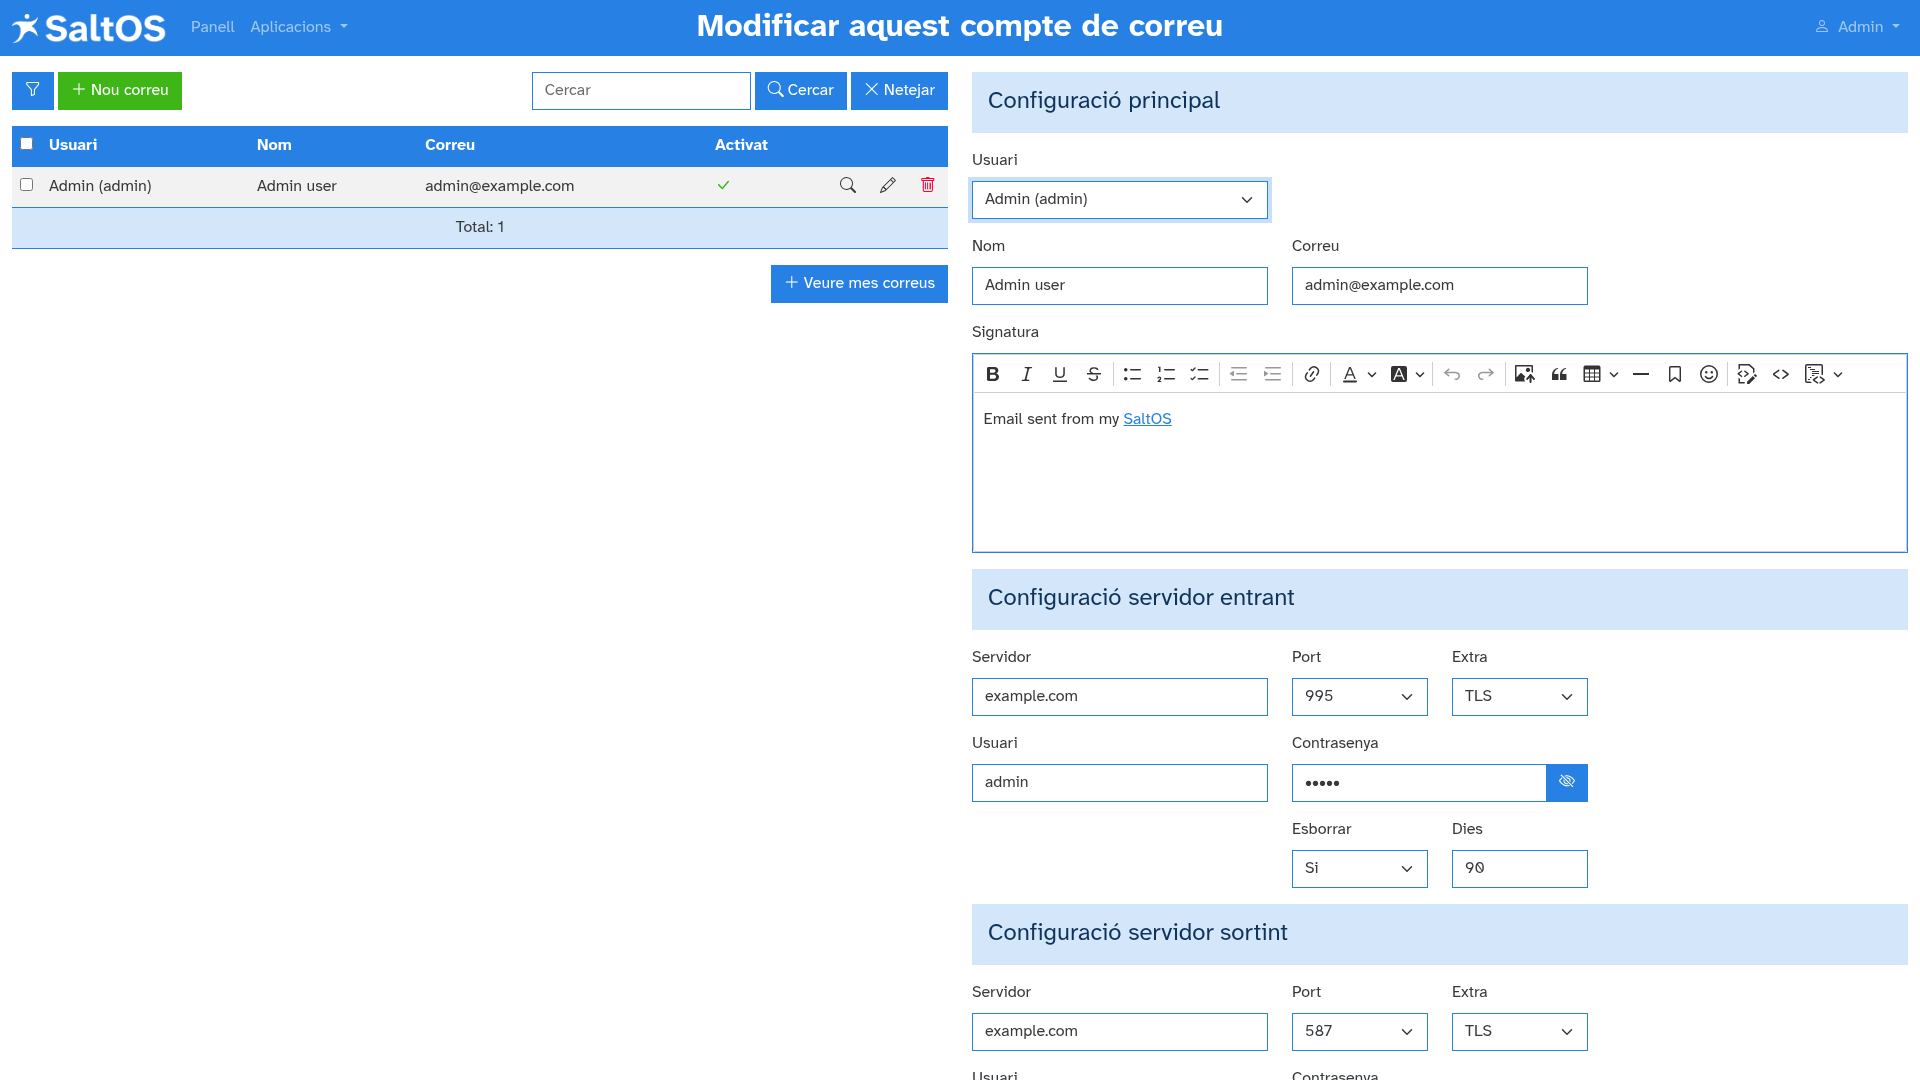 SaltOS Panell Aplicacions Modificar aquest compte de correu Admin
Nou correu Cercar Cercar Netejar
Usuari Nom Correu Activat
Admin (admin) Admin user admin@example.com
Total: 1
Veure mes correus
Configuració principal
Usuari
Admin (admin)
Nom Correu
Admin user admin@example.com
Signatura
Email sent from my SaltOS
Configuració servidor entrant
Servidor Port Extra
example.com 995 TLS
Usuari Contrasenya
admin •••••
Esborrar Dies
Si 90
Configuració servidor sortint
Servidor Port Extra
example.com 587 TLS
Usuari Contrasenya